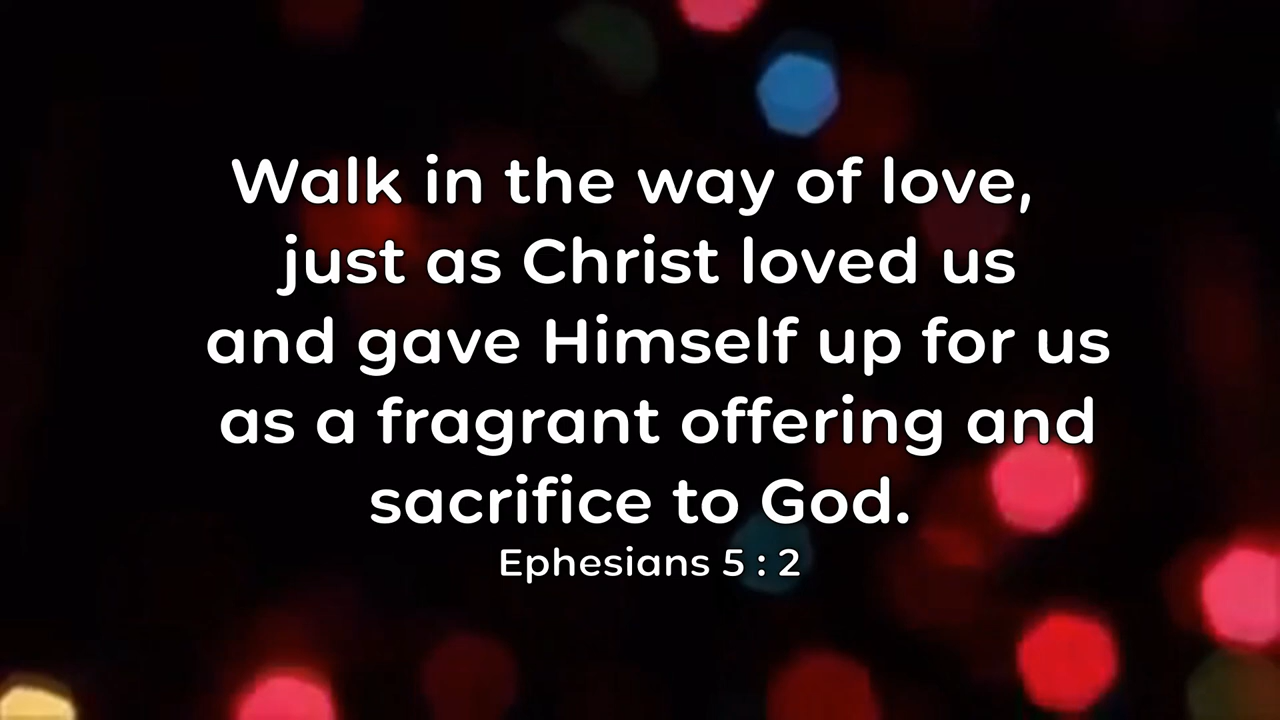 Walk in the way of love,
just as Christ loved us
and gave Himself up for us
as a fragrant offering and
sacrifice to God.
Ephesians 5 : 2